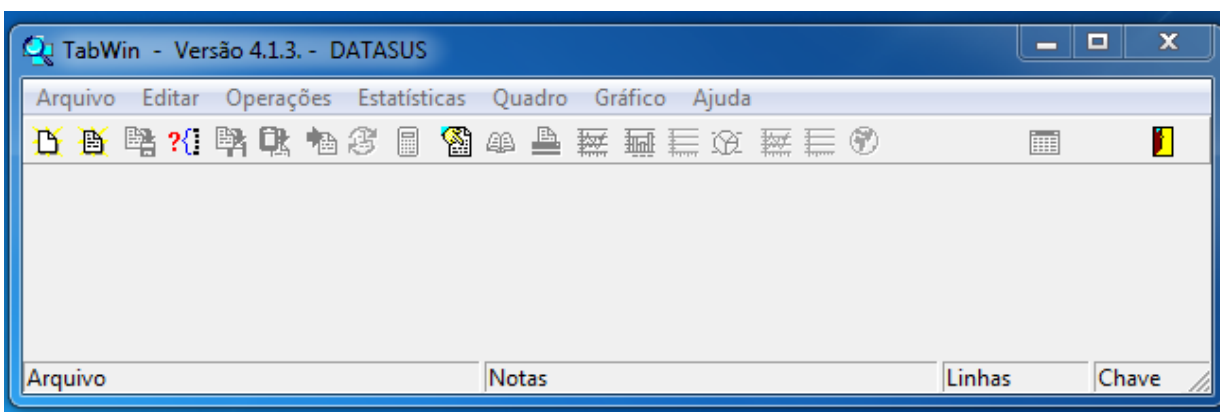 TabWin - Versão 4.1.3. - DATASUS
Arquivo Editar Operações Estatísticas Quadro Gráfico Ajuda
?{
Arquivo Notas Linhas Chave